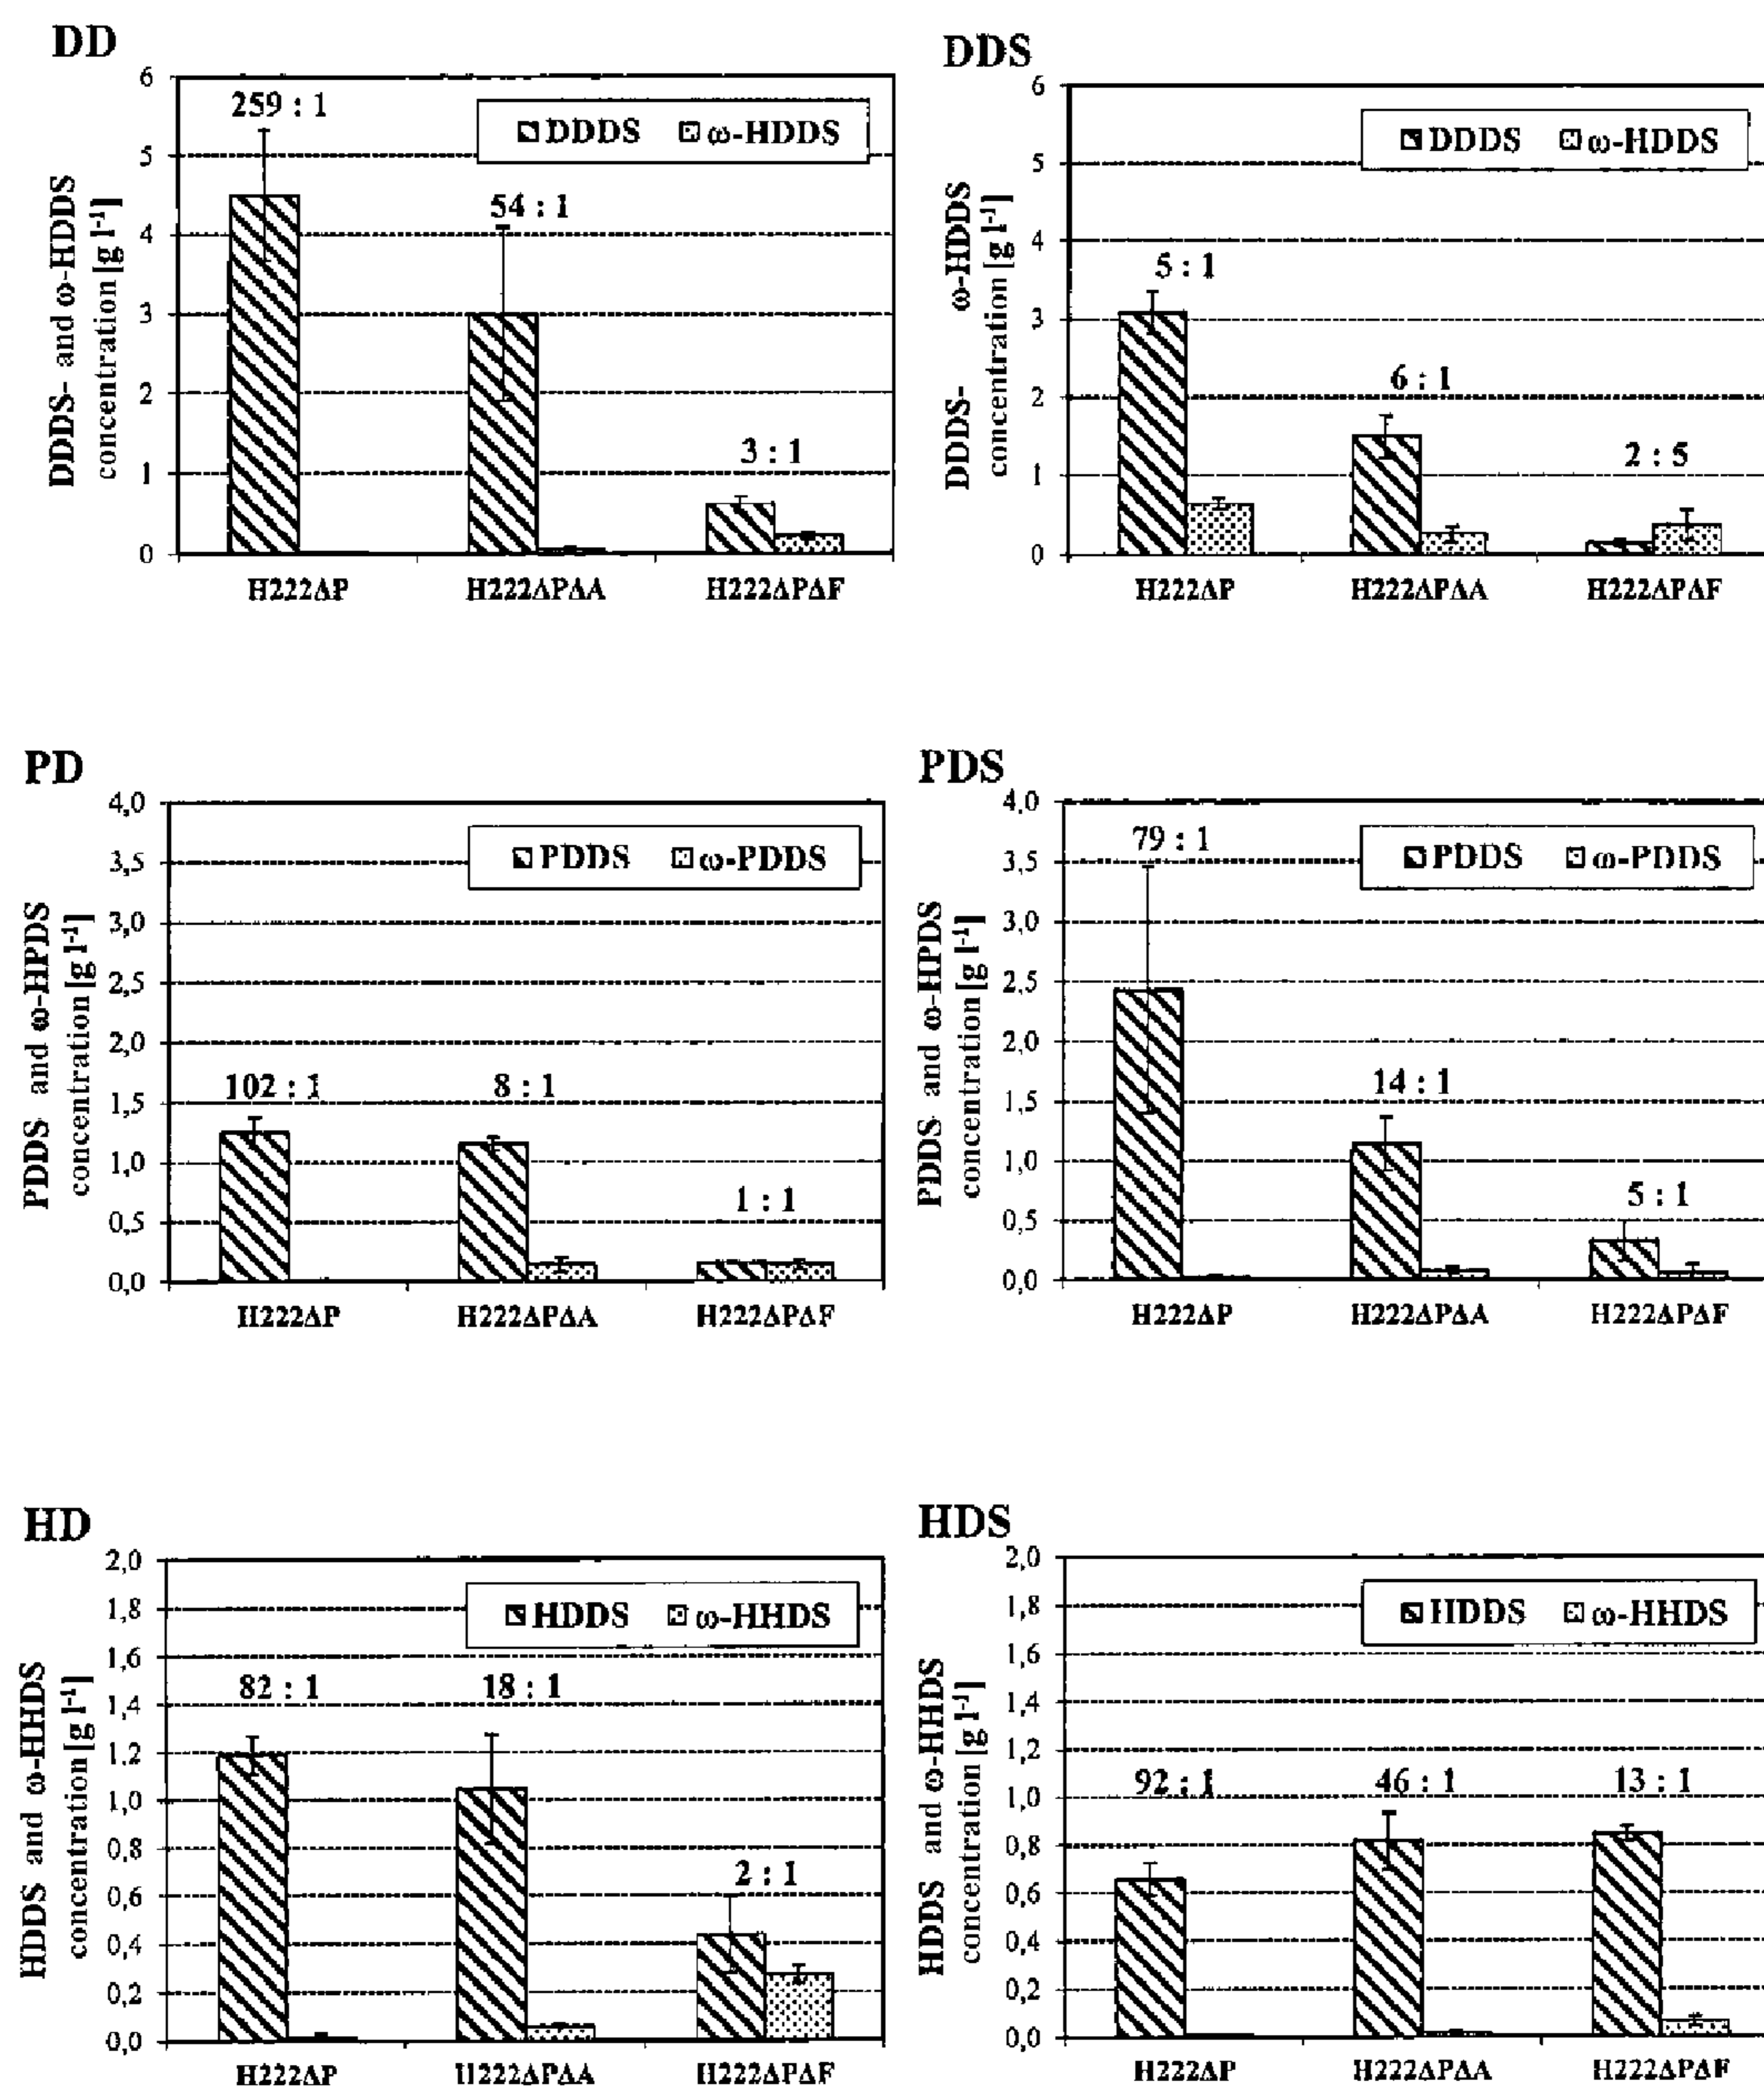 DD
DDDS- and ω-HDDS
concentration [g l⁻¹]
6
5
4
3
2
1
0
259 : 1
54 : 1
3 : 1
DDDS ω-HDDS
H222ΔP H222ΔPΔA H222ΔPΔF
DDS
DDDS- ω-HDDS
concentration [g l⁻¹]
6
5
4
3
2
1
0
5 : 1
6 : 1
2 : 5
DDDS ω-HDDS
H222ΔP H222ΔPΔA H222ΔPΔF
PD
PDDS and ω-HPDS
concentration [g l⁻¹]
4,0
3,5
3,0
2,5
2,0
1,5
1,0
0,5
0,0
102 : 1
8 : 1
1 : 1
PDDS ω-PDDS
H222ΔP H222ΔPΔA H222ΔPΔF
PDS
PDDS and ω-HPDS
concentration [g l⁻¹]
4,0
3,5
3,0
2,5
2,0
1,5
1,0
0,5
0,0
79 : 1
14 : 1
5 : 1
PDDS ω-PDDS
H222ΔP H222ΔPΔA H222ΔPΔF
HD
HDDS and ω-HHDS
concentration [g l⁻¹]
2,0
1,8
1,6
1,4
1,2
1,0
0,8
0,6
0,4
0,2
0,0
82 : 1
18 : 1
2 : 1
HDDS ω-HHDS
H222ΔP H222ΔPΔA H222ΔPΔF
HDS
HDDS and ω-HHDS
concentration [g l⁻¹]
2,0
1,8
1,6
1,4
1,2
1,0
0,8
0,6
0,4
0,2
0,0
92 : 1
46 : 1
13 : 1
HDDS ω-HHDS
H222ΔP H222ΔPΔA H222ΔPΔF